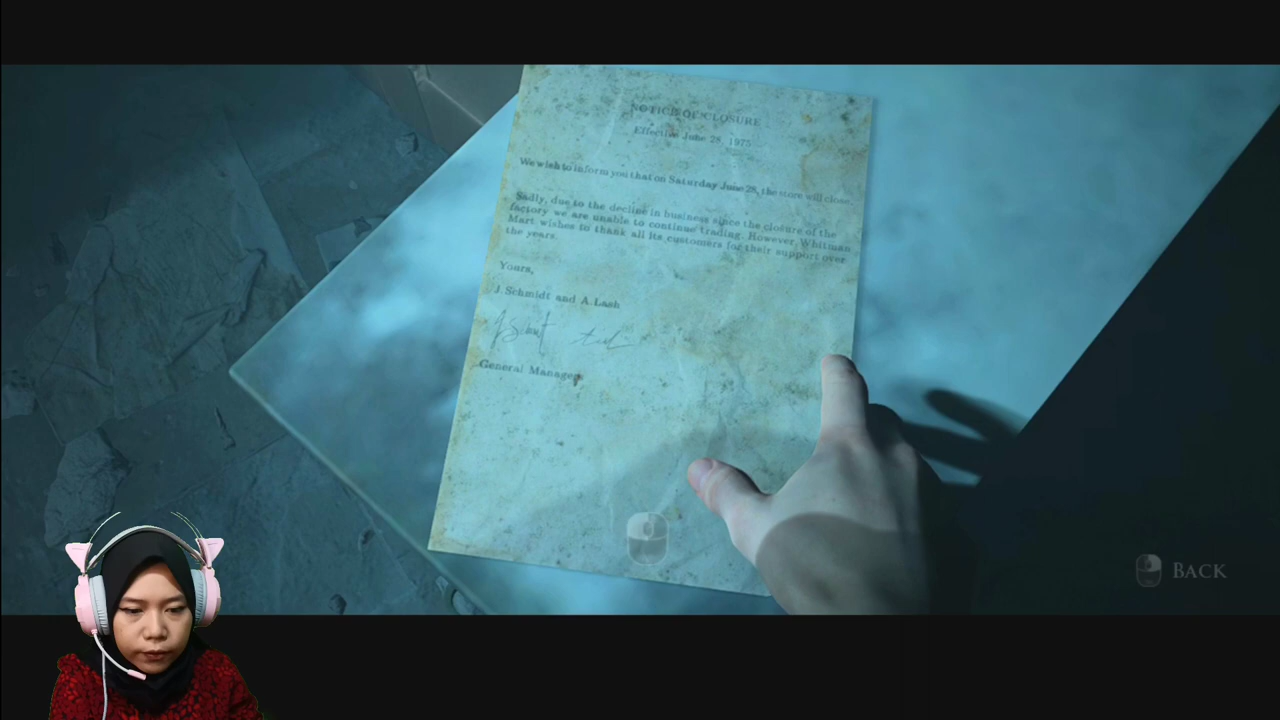 NOTICE OF CLOSURE
Effective June 28, 1975
We wish to inform you that on Saturday June 28, the store will close.
Sadly, due to the decline in business since the closure of the
factory we are unable to continue trading. However, Whitman
Mart wishes to thank all its customers for their support over
the years.
Yours,
J. Schmidt and A. Lash
General Manager
BACK